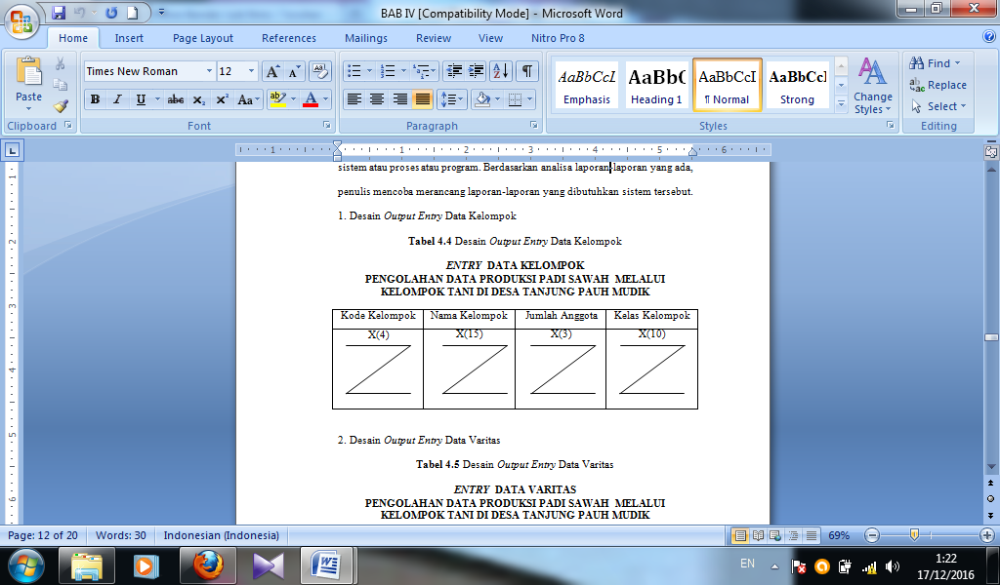 BAB IV [Compatibility Mode] - Microsoft Word
Home Insert Page Layout References Mailings Review View Nitro Pro 8
Times New Roman 12
Paste
B I U abc X₂ X² Aa ab A
AaBbCcI AaBbC AaBbCcI AaBbCcI
Emphasis Heading 1 ¶ Normal Strong
Change Styles
Find
Replace
Select
Clipboard Font Paragraph Styles Editing
sistem atau proses atau program. Berdasarkan analisa laporan-laporan yang ada,
penulis mencoba merancang laporan-laporan yang dibutuhkan sistem tersebut.
1. Desain Output Entry Data Kelompok
Tabel 4.4 Desain Output Entry Data Kelompok
ENTRY DATA KELOMPOK
PENGOLAHAN DATA PRODUKSI PADI SAWAH MELALUI
KELOMPOK TANI DI DESA TANJUNG PAUH MUDIK
Kode Kelompok Nama Kelompok Jumlah Anggota Kelas Kelompok
X(4) X(15) X(3) X(10)
2. Desain Output Entry Data Varitas
Tabel 4.5 Desain Output Entry Data Varitas
ENTRY DATA VARITAS
PENGOLAHAN DATA PRODUKSI PADI SAWAH MELALUI
KELOMPOK TANI DI DESA TANJUNG PAUH MUDIK
Page: 12 of 20 Words: 30 Indonesian (Indonesia) 69%
EN 1:22
17/12/2016